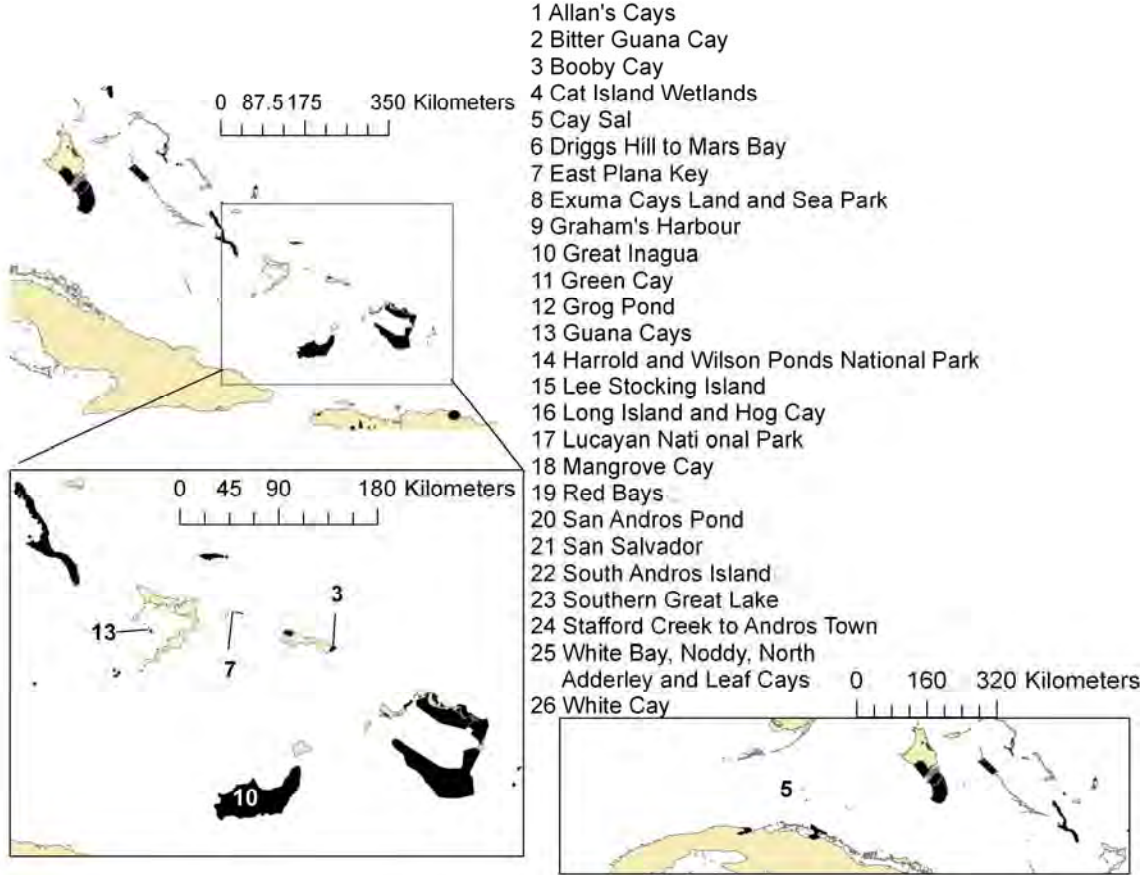 1 Allan's Cays
2 Bitter Guana Cay
3 Booby Cay
4 Cat Island Wetlands
5 Cay Sal
6 Driggs Hill to Mars Bay
7 East Plana Key
8 Exuma Cays Land and Sea Park
9 Graham's Harbour
10 Great Inagua
11 Green Cay
12 Grog Pond
13 Guana Cays
14 Harrold and Wilson Ponds National Park
15 Lee Stocking Island
16 Long Island and Hog Cay
17 Lucayan Nati onal Park
18 Mangrove Cay
19 Red Bays
20 San Andros Pond
21 San Salvador
22 South Andros Island
23 Southern Great Lake
24 Stafford Creek to Andros Town
25 White Bay, Noddy, North
Adderley and Leaf Cays
26 White Cay
0 87.5 175 350 Kilometers
0 45 90 180 Kilometers
3
13
7
10
0 160 320 Kilometers
5